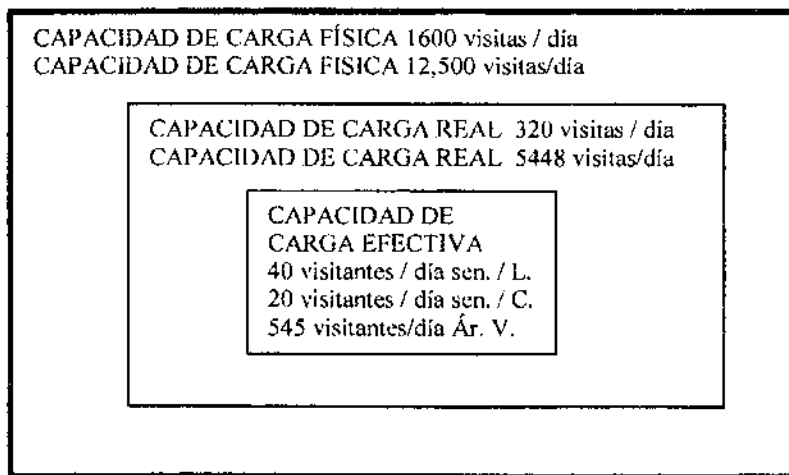 CAPACIDAD DE CARGA FÍSICA 1600 visitas / día
CAPACIDAD DE CARGA FISICA 12,500 visitas/día
CAPACIDAD DE CARGA REAL 320 visitas / día
CAPACIDAD DE CARGA REAL 5448 visitas/día
CAPACIDAD DE
CARGA EFECTIVA
40 visitantes / día sen. / L.
20 visitantes / día sen. / C.
545 visitantes/día Ár. V.